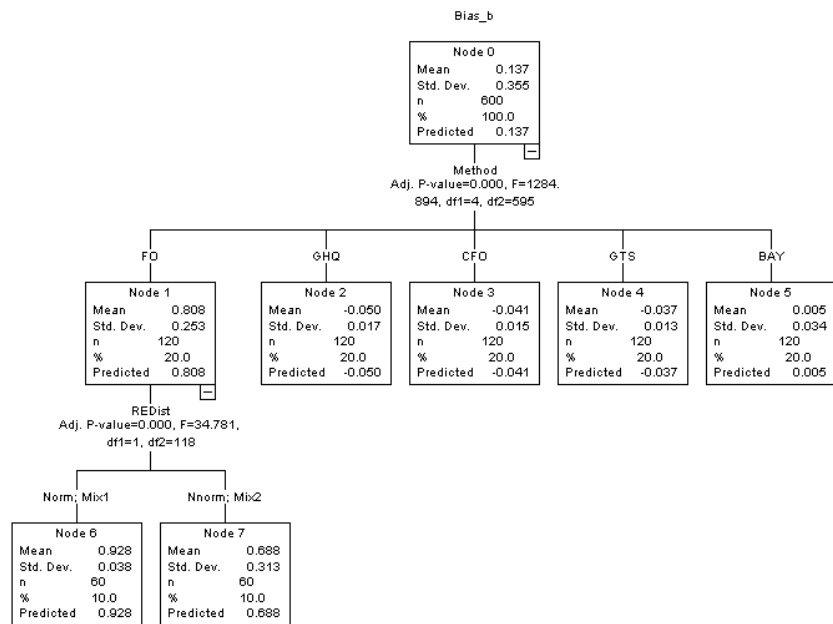 Bias_b
Node 0
Mean 0.137
Std. Dev. 0.355
n 600
% 100.0
Predicted 0.137
Method
Adj. P-value=0.000, F=1284.
894, df1=4, df2=595
FO
GHQ
CFO
GTS
BAY
Node 1
Mean 0.808
Std. Dev. 0.253
n 120
% 20.0
Predicted 0.808
Node 2
Mean -0.050
Std. Dev. 0.017
n 120
% 20.0
Predicted -0.050
Node 3
Mean -0.041
Std. Dev. 0.015
n 120
% 20.0
Predicted -0.041
Node 4
Mean -0.037
Std. Dev. 0.013
n 120
% 20.0
Predicted -0.037
Node 5
Mean 0.005
Std. Dev. 0.034
n 120
% 20.0
Predicted 0.005
REDist
Adj. P-value=0.000, F=34.781,
df1=1, df2=118
Norm; Mix1
Nnorm; Mix2
Node 6
Mean 0.928
Std. Dev. 0.038
n 60
% 10.0
Predicted 0.928
Node 7
Mean 0.688
Std. Dev. 0.313
n 60
% 10.0
Predicted 0.688